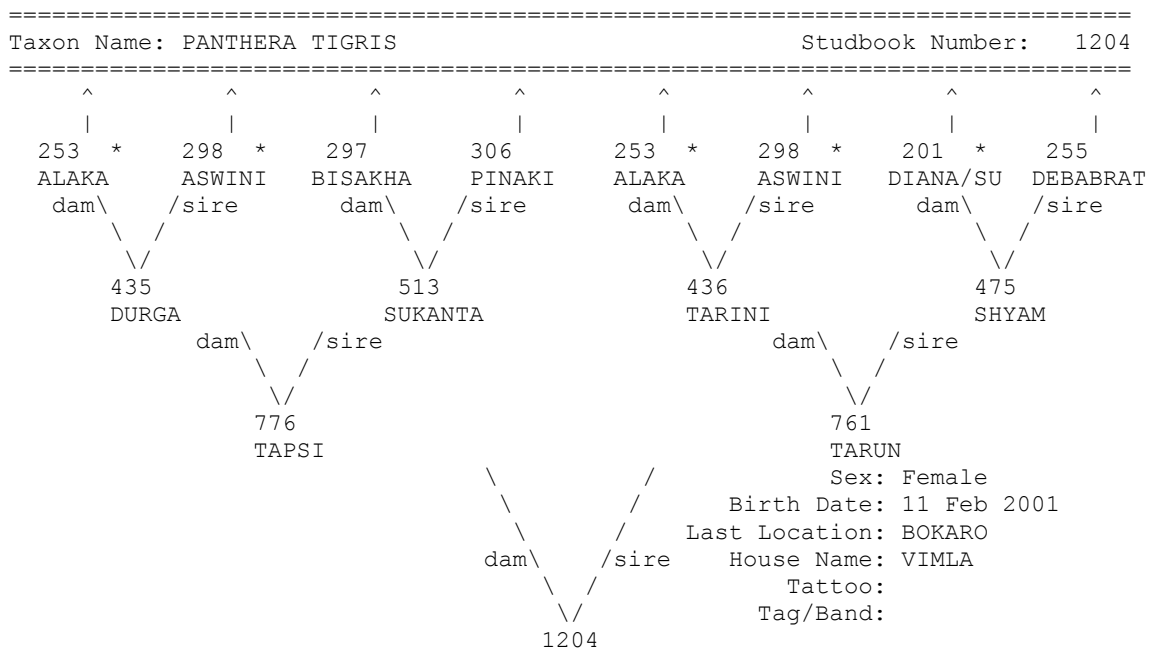 ==============================================================================
Taxon Name: PANTHERA TIGRIS                            Studbook Number:   1204
==============================================================================
     ^         ^         ^         ^         ^         ^         ^         ^
     |         |         |         |         |         |         |         |
  253  *    298  *    297       306       253  *    298  *    201  *    255
  ALAKA     ASWINI    BISAKHA   PINAKI    ALAKA     ASWINI   DIANA/SU  DEBABRAT
   dam\     /sire       dam\    /sire       dam\     /sire      dam\    /sire
       \   /               \  /                \  /                \  /
        \/                  \/                  \/                  \/
       435                 513                 436                 475
       DURGA              SUKANTA              TARINI              SHYAM
             dam\     /sire                          dam\     /sire
                 \  /                                    \  /
                  \/                                      \/
                 776                                     761
                 TAPSI                                   TARUN
                                 \          /            Sex: Female
                                  \        /      Birth Date: 11 Feb 2001
                                   \      /    Last Location: BOKARO
                                 dam\    /sire    House Name: VIMLA
                                     \  /             Tattoo:
                                      \/            Tag/Band:
                                     1204